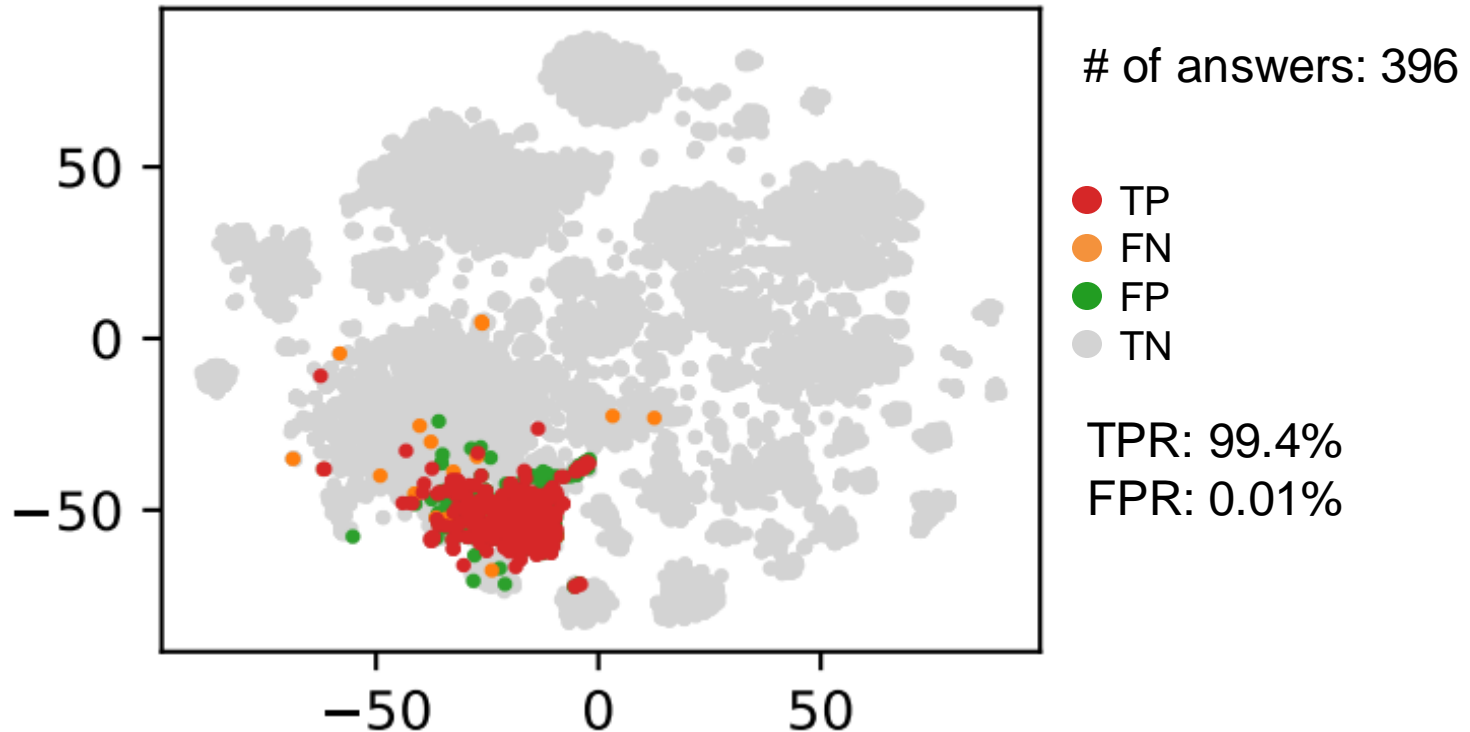 # of answers: 396
50
0
−50
−50
0
50
TP
FN
FP
TN
TPR: 99.4%
FPR: 0.01%